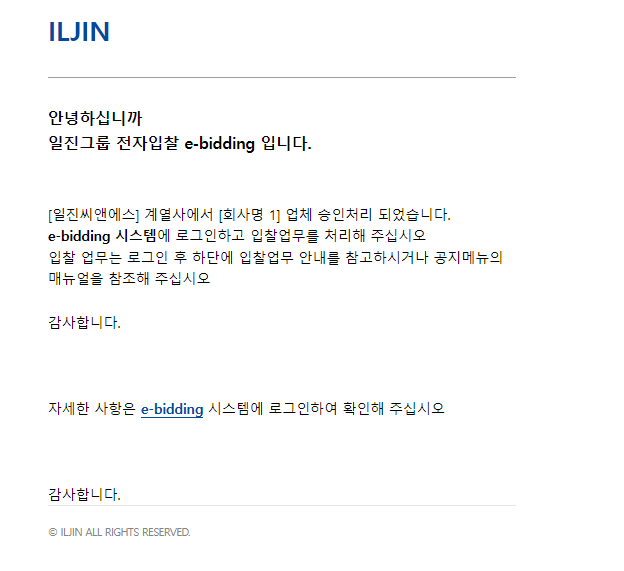 ILJIN
안녕하십니까
일진그룹 전자입찰 e-bidding 입니다.
[일진씨앤에스] 계열사에서 [회사명 1] 업체 승인처리 되었습니다.
e-bidding 시스템에 로그인하고 입찰업무를 처리해 주십시오
입찰 업무는 로그인 후 하단에 입찰업무 안내를 참고하시거나 공지메뉴의
매뉴얼을 참조해 주십시오
감사합니다.
자세한 사항은 e-bidding 시스템에 로그인하여 확인해 주십시오
감사합니다.
© ILJIN ALL RIGHTS RESERVED.